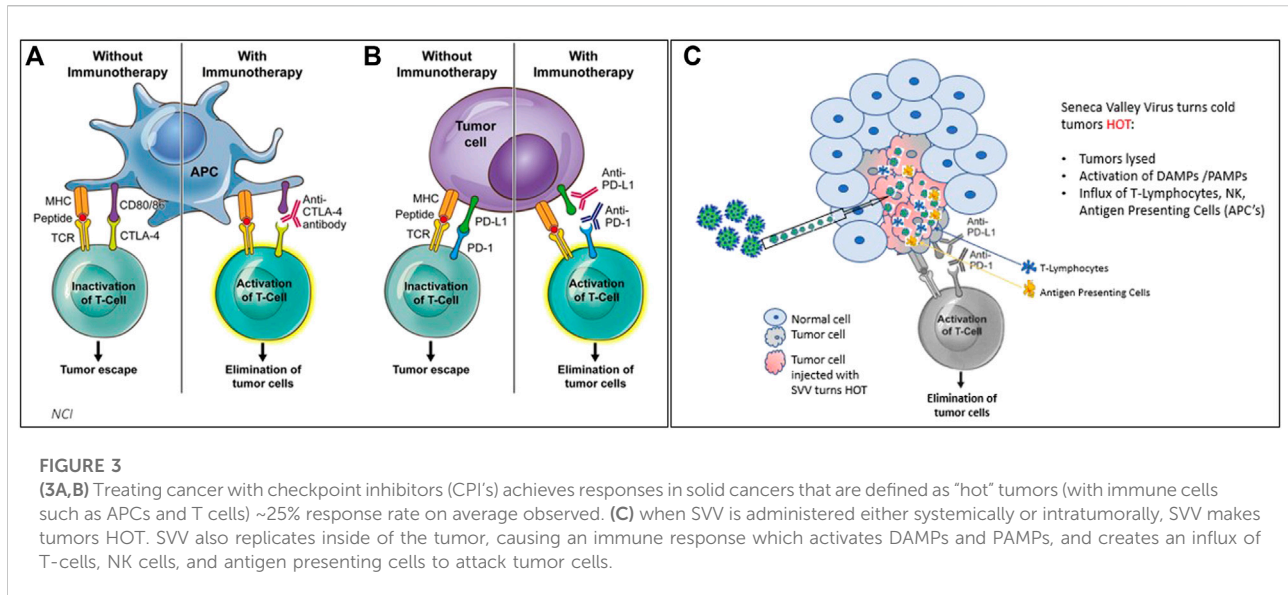 A
Without
Immunotherapy
With
Immunotherapy
APC
MHC
Peptide
TCR
CD80/86
CTLA-4
Anti-
CTLA-4
antibody
Inactivation
of T-Cell
Activation
of T-Cell
Tumor escape
Elimination of
tumor cells
NCI
B
Without
Immunotherapy
With
Immunotherapy
Tumor
cell
MHC
Peptide
TCR
PD-L1
PD-1
Anti-
PD-L1
Anti-
PD-1
Inactivation
of T-Cell
Activation
of T-Cell
Tumor escape
Elimination of
tumor cells
C
Seneca Valley Virus turns cold
tumors HOT:
• Tumors lysed
• Activation of DAMPs /PAMPs
• Influx of T-Lymphocytes, NK,
Antigen Presenting Cells (APC's)
Anti-
PD-L1
Anti-
PD-1
T-Lymphocytes
Antigen Presenting Cells
Normal cell
Tumor cell
Tumor cell
injected with
SVV turns HOT
Activation
of T-Cell
Elimination of
tumor cells
FIGURE 3
(3A,B) Treating cancer with checkpoint inhibitors (CPI's) achieves responses in solid cancers that are defined as "hot" tumors (with immune cells
such as APCs and T cells) ~25% response rate on average observed. (C) when SVV is administered either systemically or intratumorally, SVV makes
tumors HOT. SVV also replicates inside of the tumor, causing an immune response which activates DAMPs and PAMPs, and creates an influx of
T-cells, NK cells, and antigen presenting cells to attack tumor cells.